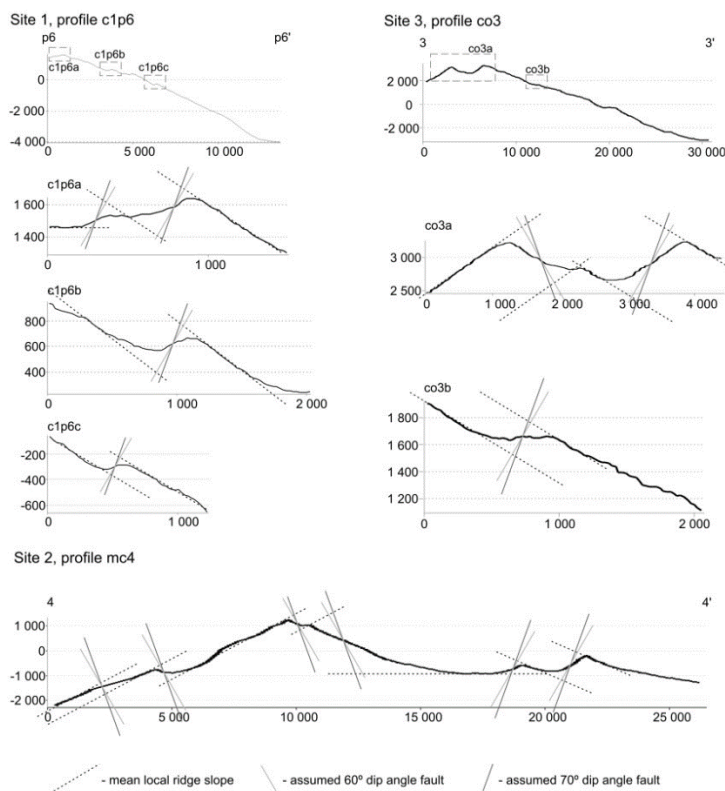 Site 1, profile c1p6
p6 p6'
c1p6a
c1p6b
c1p6c
0
-2 000
-4 000
0 5 000 10 000
c1p6a
1 600
1 400
0 1 000
c1p6b
800
600
400
0 1 000 2 000
c1p6c
-200
-400
-600
0 1 000
Site 3, profile co3
3 3'
co3a
co3b
2 000
0
-2 000
0 10 000 20 000 30 000
co3a
3 000
2 500
0 1 000 2 000 3 000 4 000
co3b
1 800
1 600
1 400
1 200
0 1 000 2 000
Site 2, profile mc4
4 4'
1 000
0
-1 000
-2 000
0 5 000 10 000 15 000 20 000 25 000
- mean local ridge slope - assumed 60º dip angle fault - assumed 70º dip angle fault